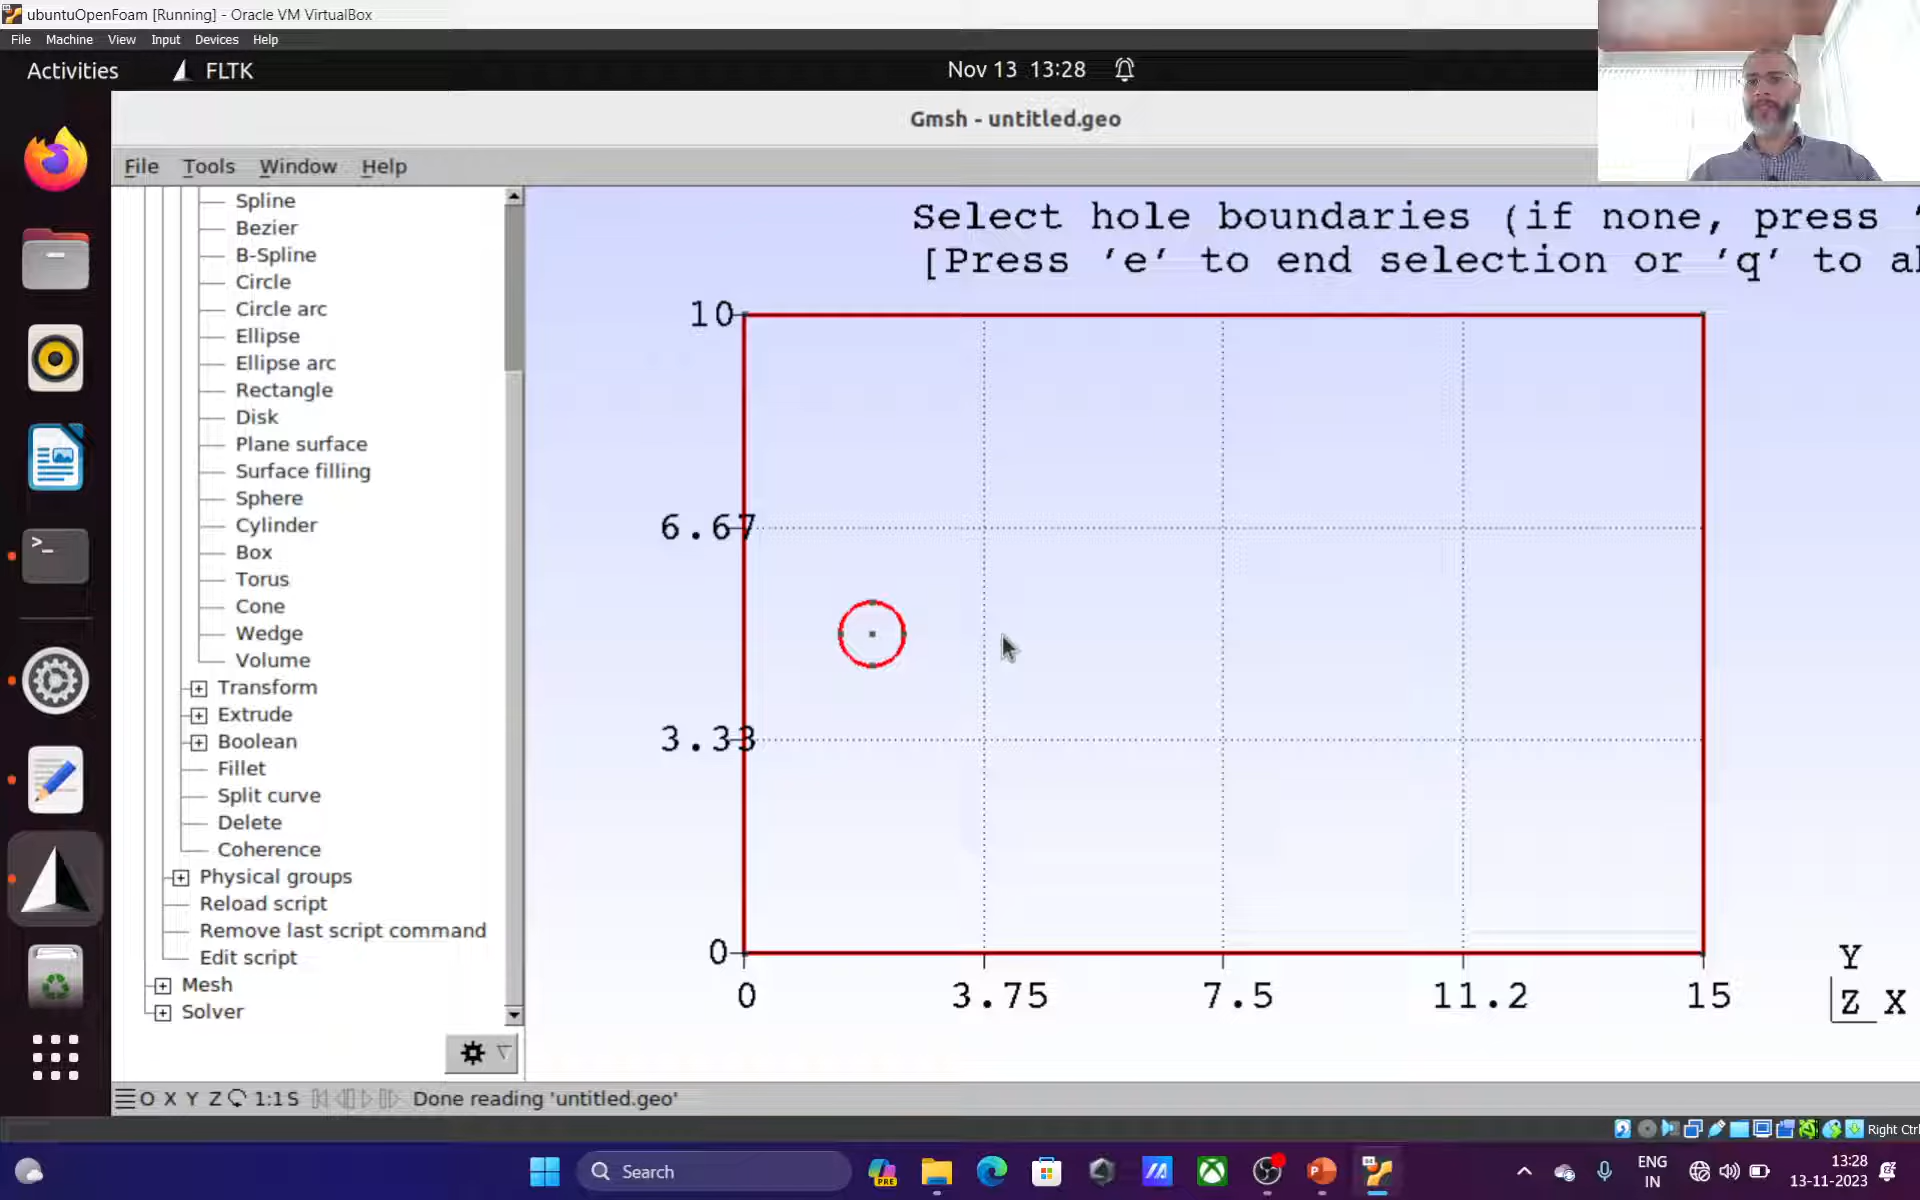 ubuntuOpenFoam [Running] - Oracle VM VirtualBox
File Machine View Input Devices Help
Activities FLTK Nov 13 13:28
Gmsh - untitled.geo
File Tools Window Help
Spline
Bezier
B-Spline
Circle
Circle arc
Ellipse
Ellipse arc
Rectangle
Disk
Plane surface
Surface filling
Sphere
Cylinder
Box
Torus
Cone
Wedge
Volume
Transform
Extrude
Boolean
Fillet
Split curve
Delete
Coherence
Physical groups
Reload script
Remove last script command
Edit script
Mesh
Solver
Select hole boundaries (if none, press '
[Press 'e' to end selection or 'q' to a
10
6.67
3.33
0
0 3.75 7.5 11.2 15
Y
Z X
O X Y Z 1:1 S Done reading 'untitled.geo'
Right Ctrl
Search
PRE
ENG
IN
13:28
13-11-2023